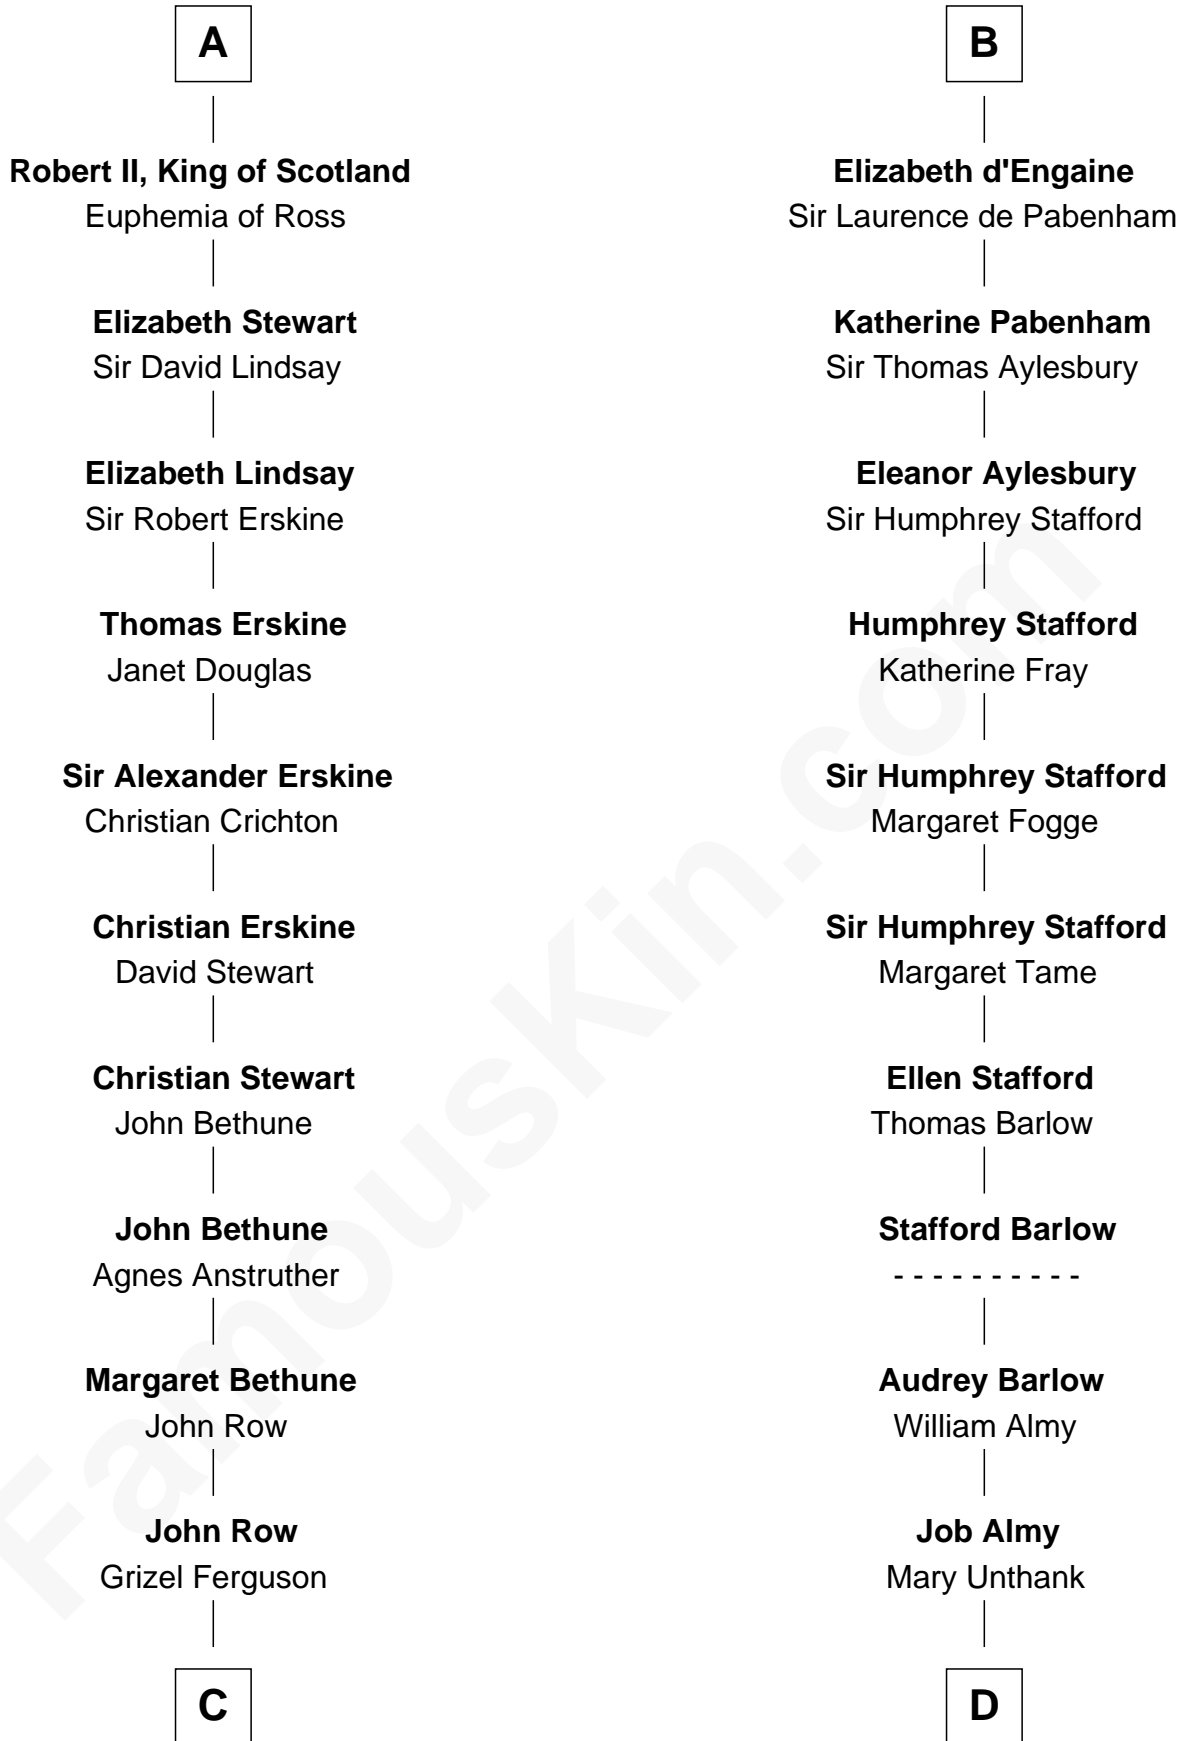 A
Robert II, King of Scotland
Euphemia of Ross
Elizabeth Stewart
Sir David Lindsay
Elizabeth Lindsay
Sir Robert Erskine
Thomas Erskine
Janet Douglas
Sir Alexander Erskine
Christian Crichton
Christian Erskine
David Stewart
Christian Stewart
John Bethune
John Bethune
Agnes Anstruther
Margaret Bethune
John Row
John Row
Grizel Ferguson
C
B
Elizabeth d'Engaine
Sir Laurence de Pabenham
Katherine Pabenham
Sir Thomas Aylesbury
Eleanor Aylesbury
Sir Humphrey Stafford
Humphrey Stafford
Katherine Fray
Sir Humphrey Stafford
Margaret Fogge
Sir Humphrey Stafford
Margaret Tame
Ellen Stafford
Thomas Barlow
Stafford Barlow
- - - - - - - - - -
Audrey Barlow
William Almy
Job Almy
Mary Unthank
D
FamousKin.com